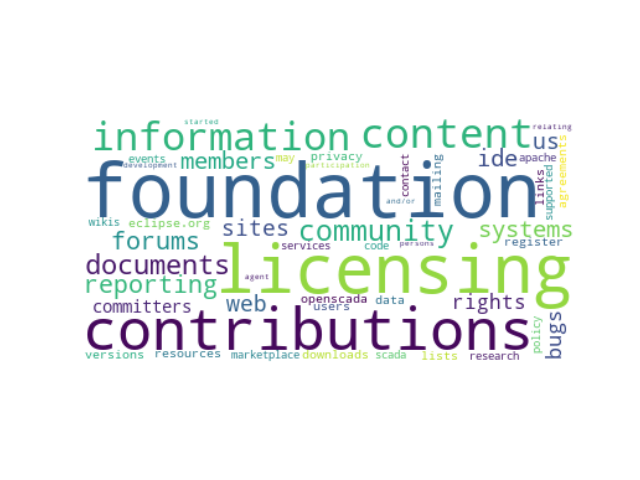 started
information content us relating
events members may privacy ide apache
development participation
foundation contact mailing links supported agreements
and/or
wikis eclipse.org sites community systems
forums services code persons register
documents licensing
reporting agent
committers web openscada data rights
users
contributions policy bugs
versions resources marketplace downloads scada lists research